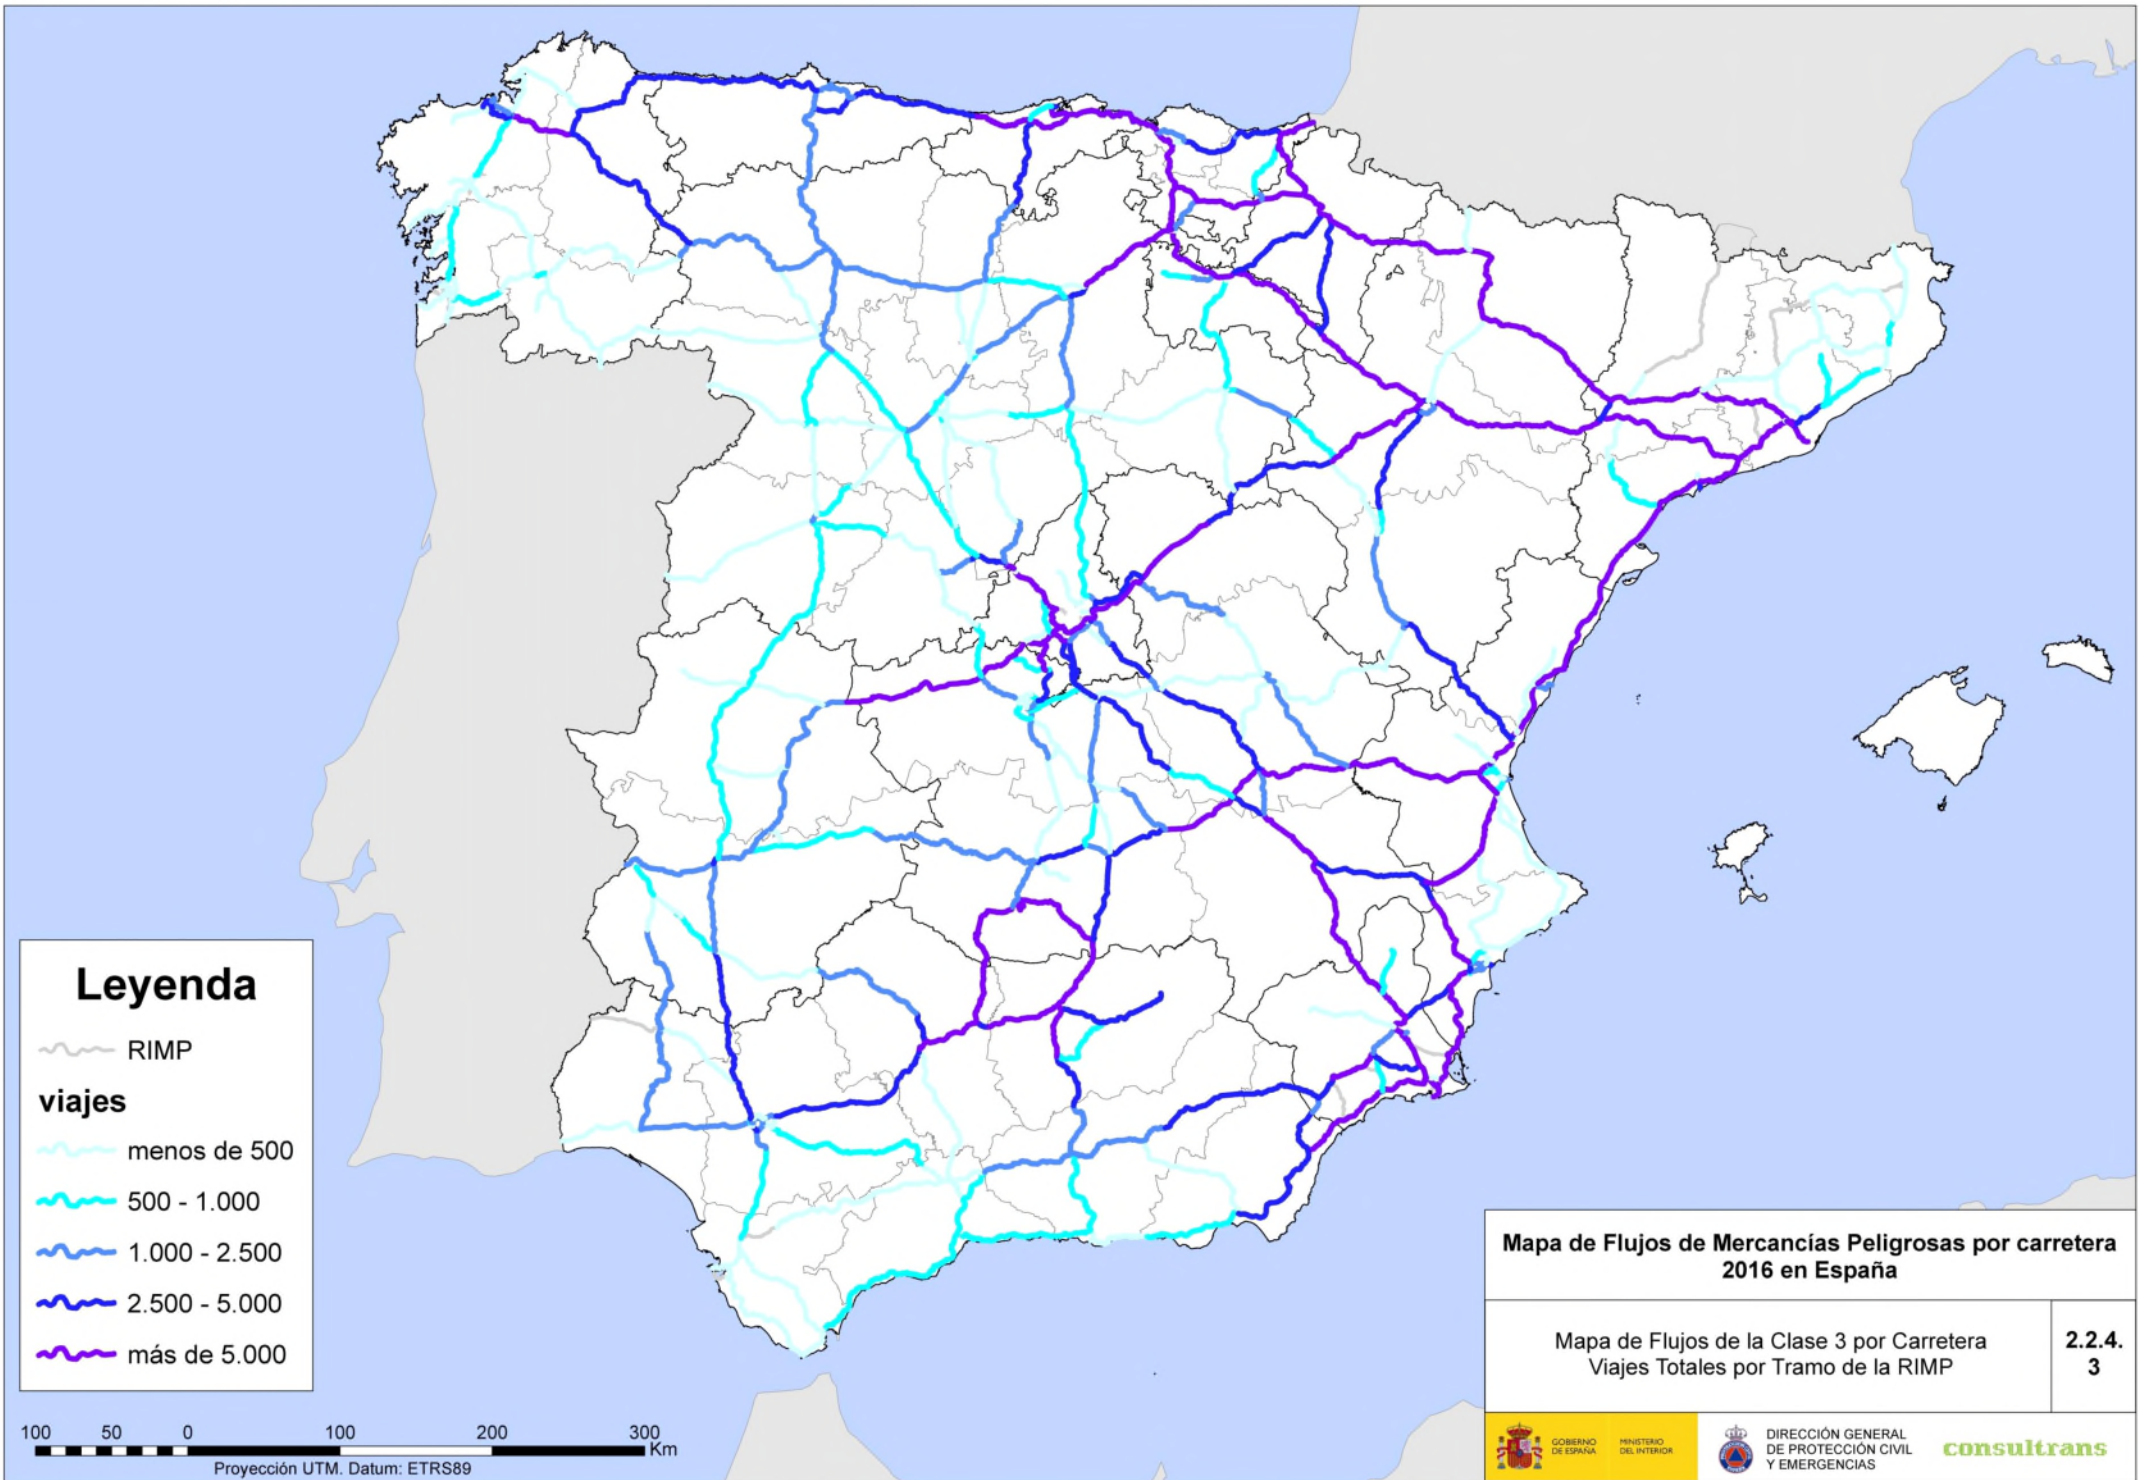 Leyenda
RIMP
viajes
menos de 500
500 - 1.000
1.000 - 2.500
2.500 - 5.000
más de 5.000
100 50 0 100 200 300
Km
Proyección UTM. Datum: ETRS89
Mapa de Flujos de Mercancías Peligrosas por carretera
2016 en España
Mapa de Flujos de la Clase 3 por Carretera
Viajes Totales por Tramo de la RIMP
2.2.4.
3
GOBIERNO
DE ESPAÑA
MINISTERIO
DEL INTERIOR
DIRECCIÓN GENERAL
DE PROTECCIÓN CIVIL
Y EMERGENCIAS
consultrans